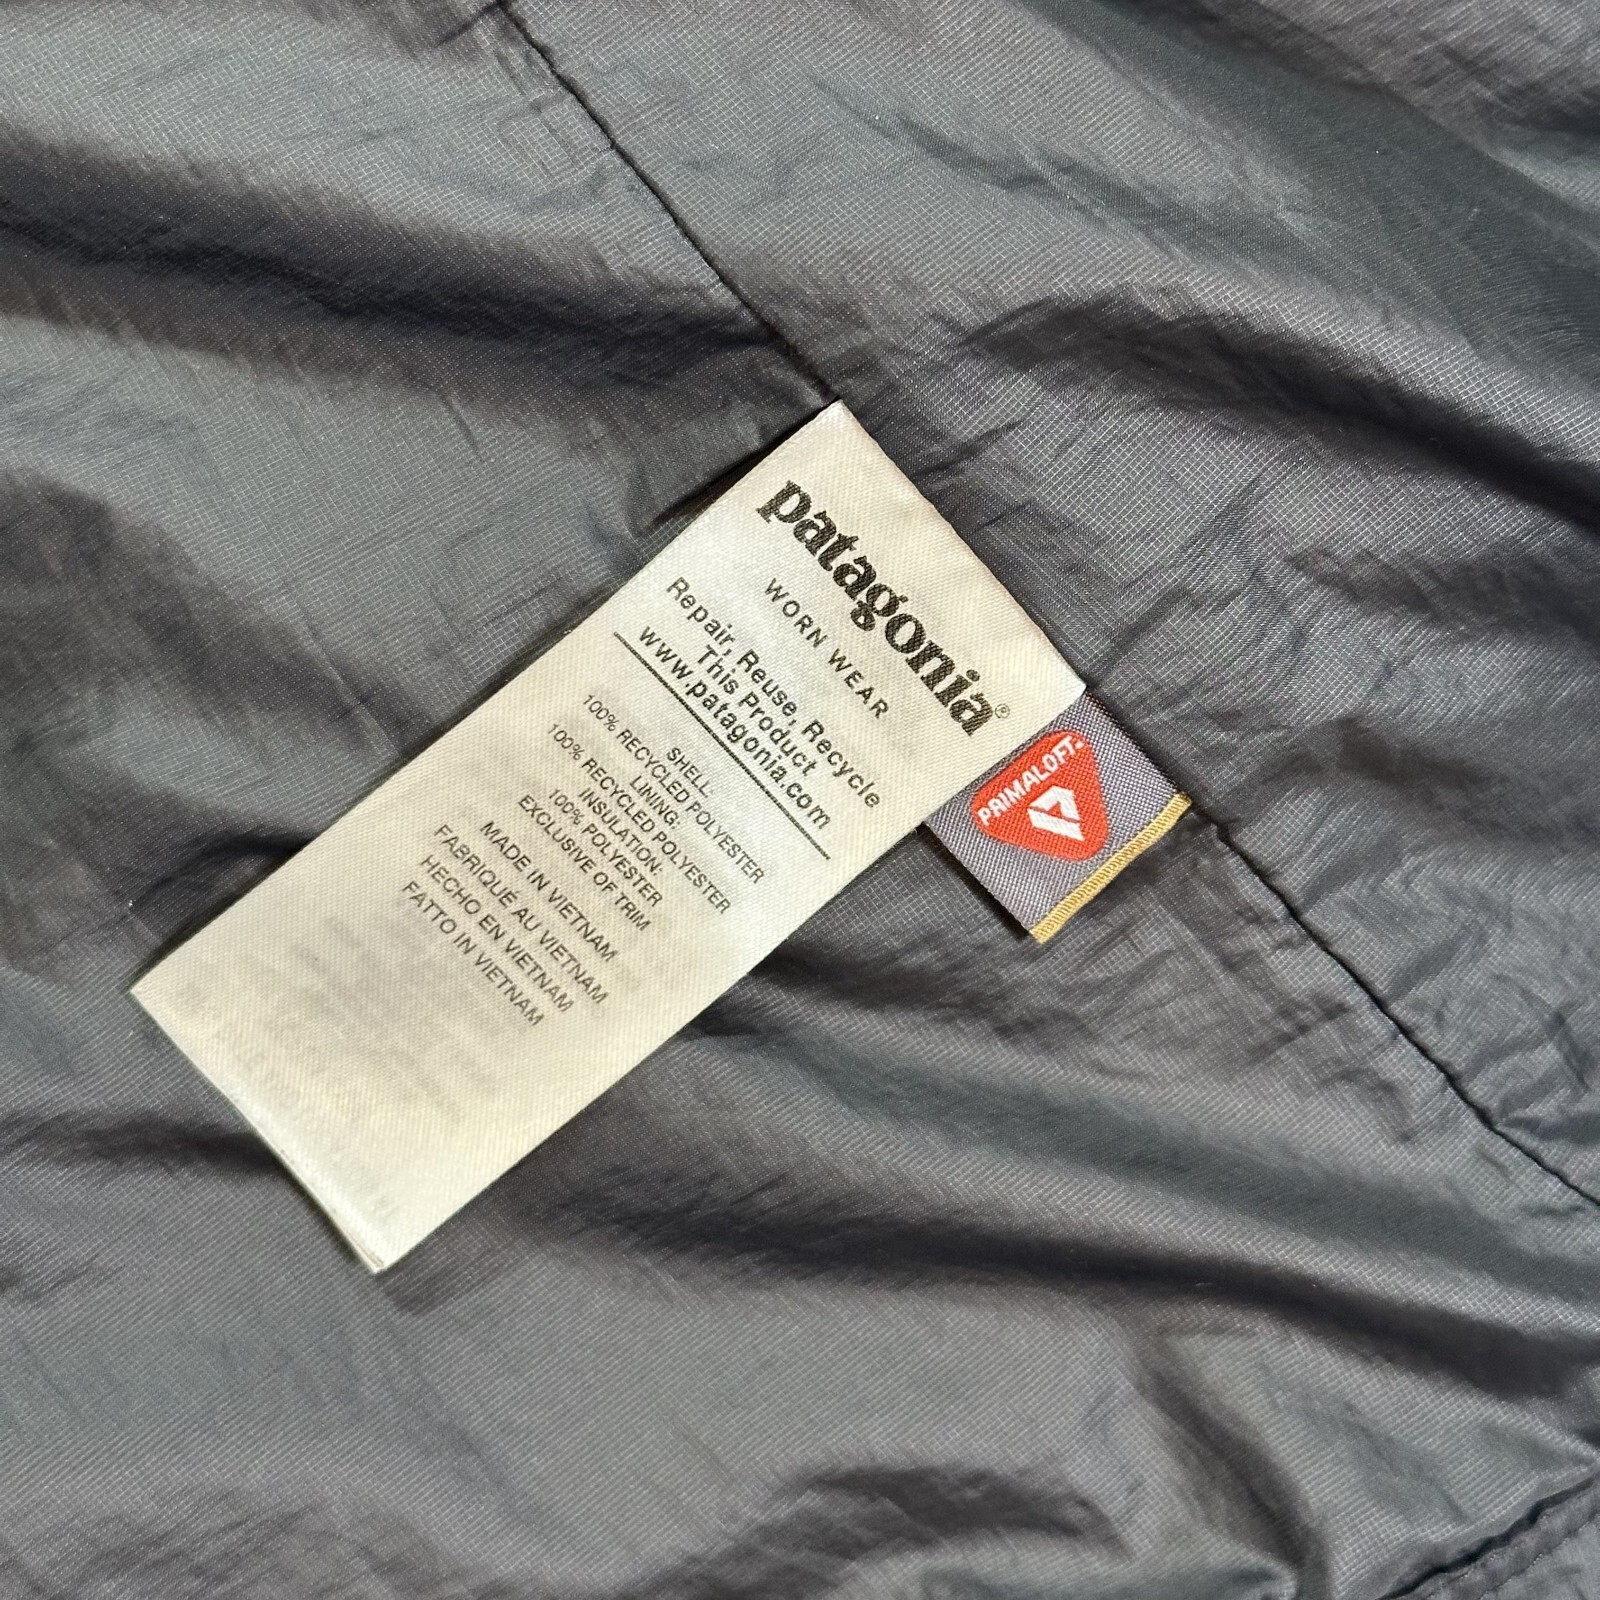 patagonia®
WORN WEAR
Repair, Reuse, Recycle
This Product
www.patagonia.com
SHELL
100% RECYCLED POLYESTER
LINING:
100% RECYCLED POLYESTER
INSULATION:
100% POLYESTER
EXCLUSIVE OF TRIM
MADE IN VIETNAM
FABRIQUÉ AU VIETNAM
HECHO EN VIETNAM
FATTO IN VIETNAM
PRIMALOFT